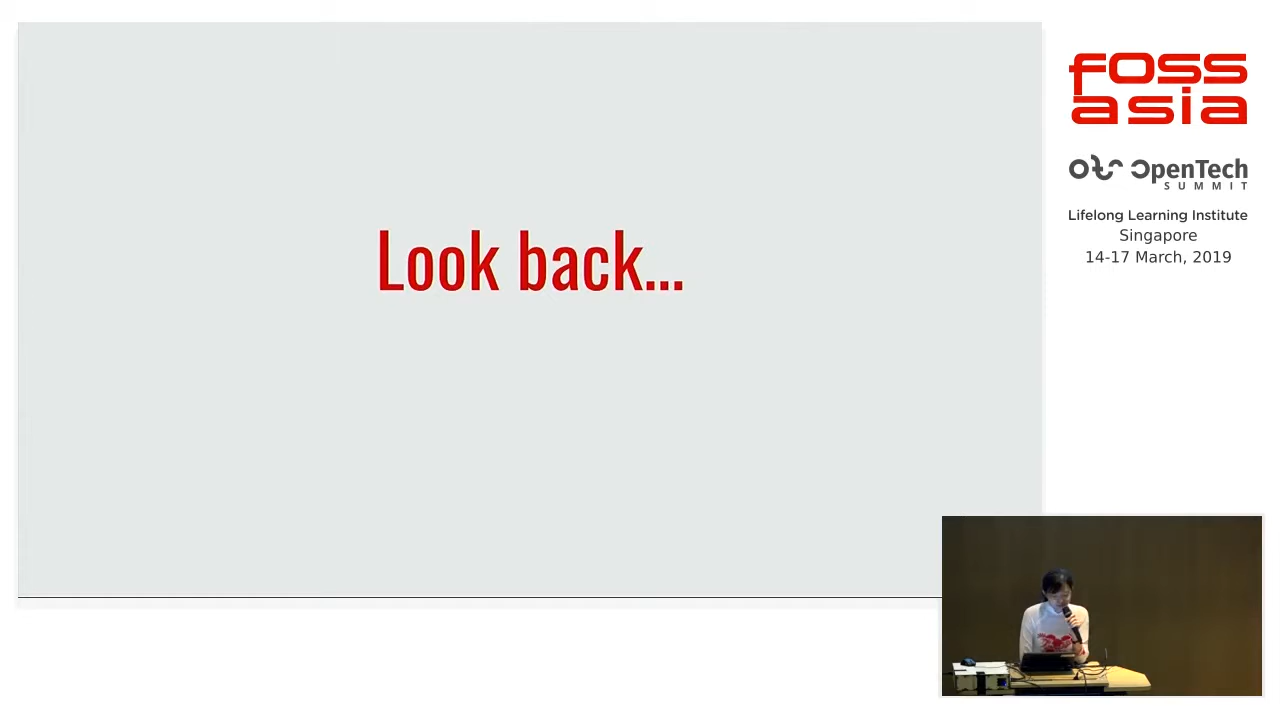 Look back...
foss
asia
OpenTech
SUMMIT
Lifelong Learning Institute
Singapore
14-17 March, 2019